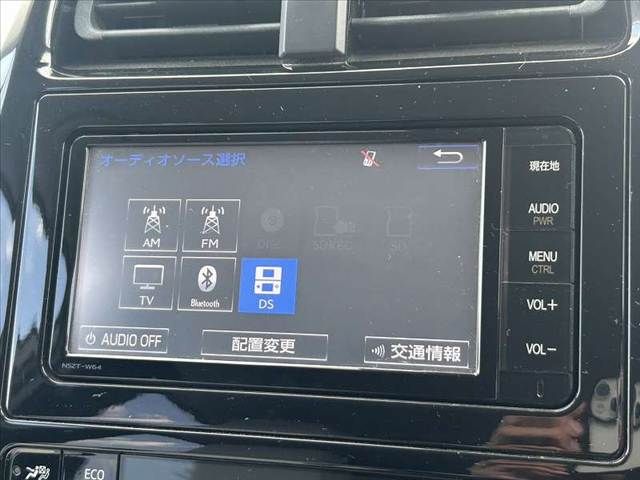 オーディオソース選択
AM
FM
DISC
SD REC
SD
TV
Bluetooth
DS
AUDIO OFF
配置変更
交通情報
NSZT-W64
現在地
AUDIO
PWR
MENU
CTRL
VOL+
VOL-
ECO